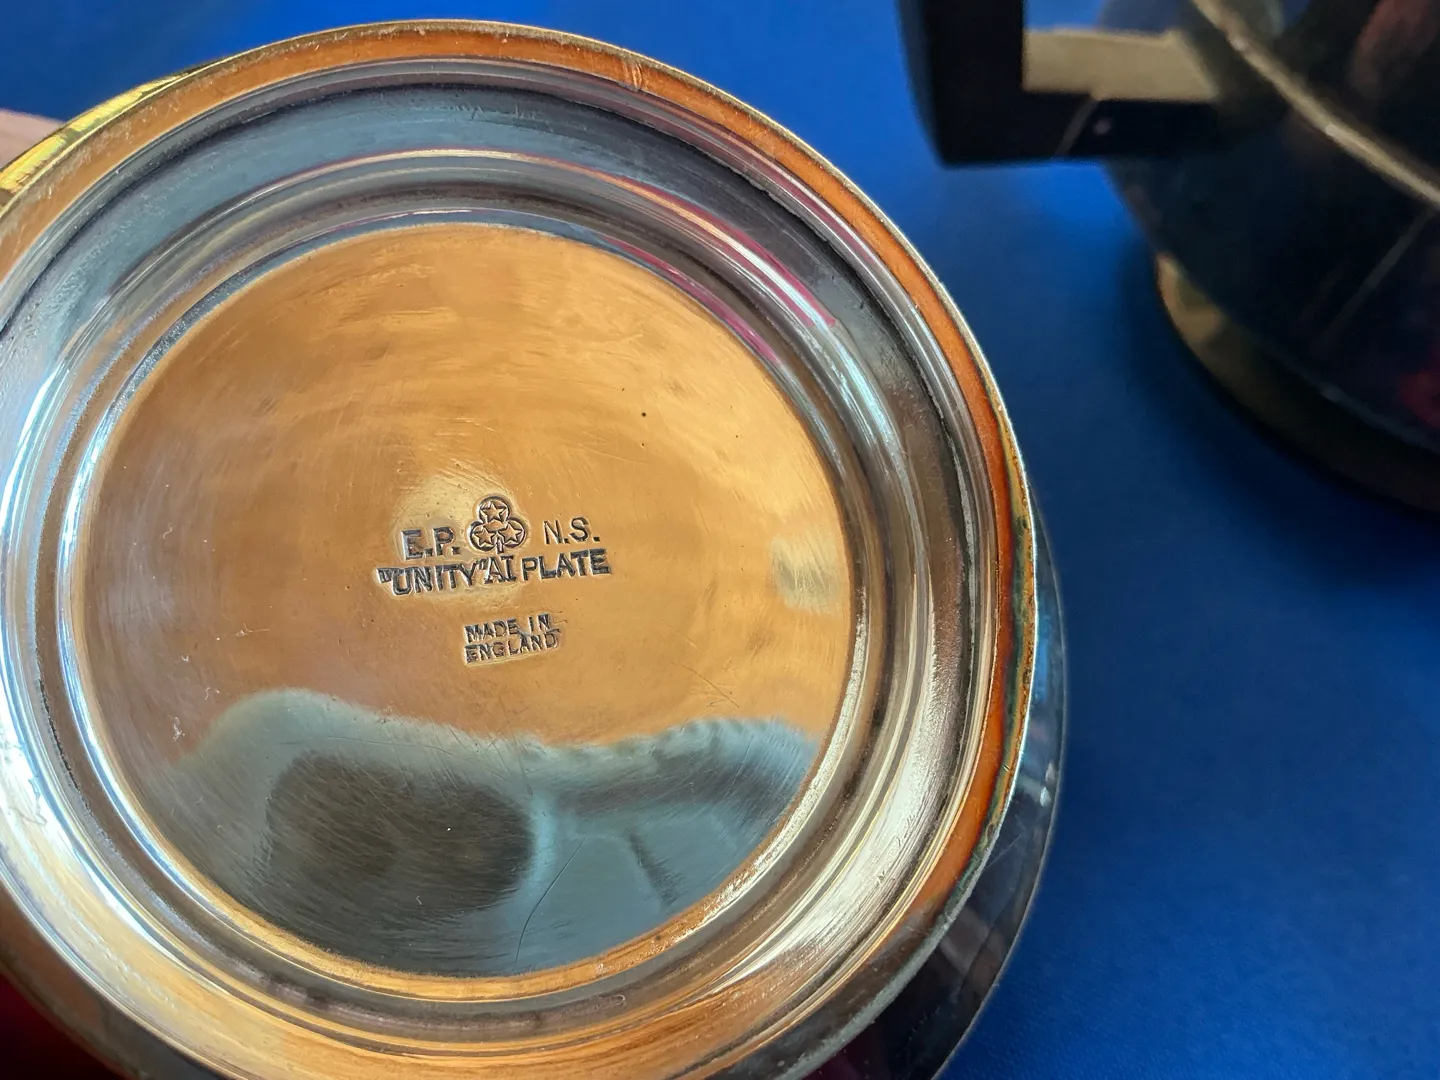 E.P. N.S.
"UNITY" A1 PLATE
MADE IN
ENGLAND